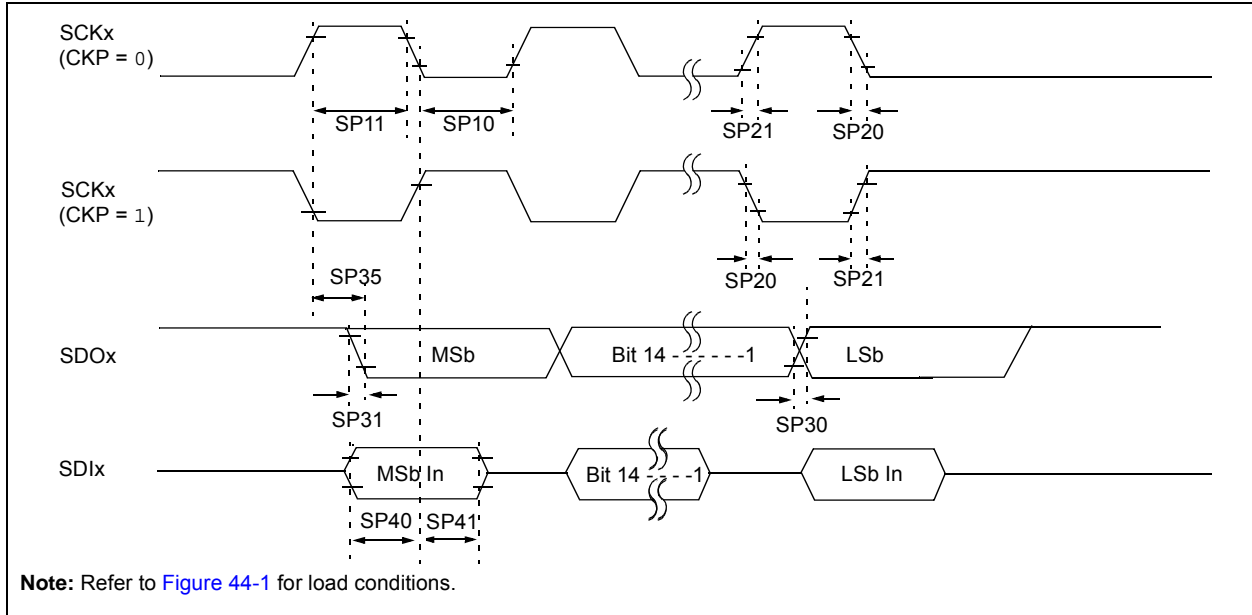 SCKx
(CKP = 0)
SP11
SP10
SP21
SP20
SCKx
(CKP = 1)
SP35
SP20
SP21
SDOx
MSb
Bit 14 - - - - - -1
LSb
SP31
SP30
SDIx
MSb In
Bit 14 - - - -1
LSb In
SP40
SP41
Note: Refer to Figure 44-1 for load conditions.